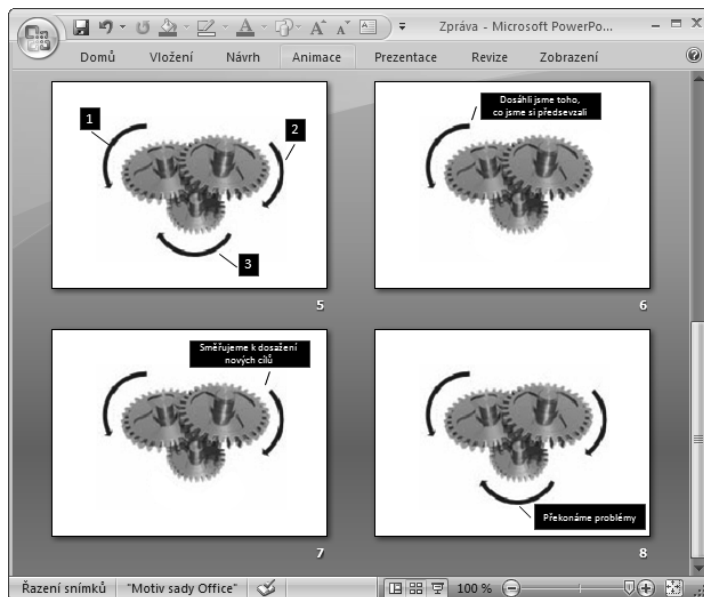 Zpráva - Microsoft PowerPo...
Domů Vložení Návrh Animace Prezentace Revize Zobrazení
1
2
3
5
Dosáhli jsme toho,
co jsme si předsevzali
6
Směřujeme k dosažení
nových cílů
7
Překonáme problémy
8
Řazení snímků "Motiv sady Office" 100 %